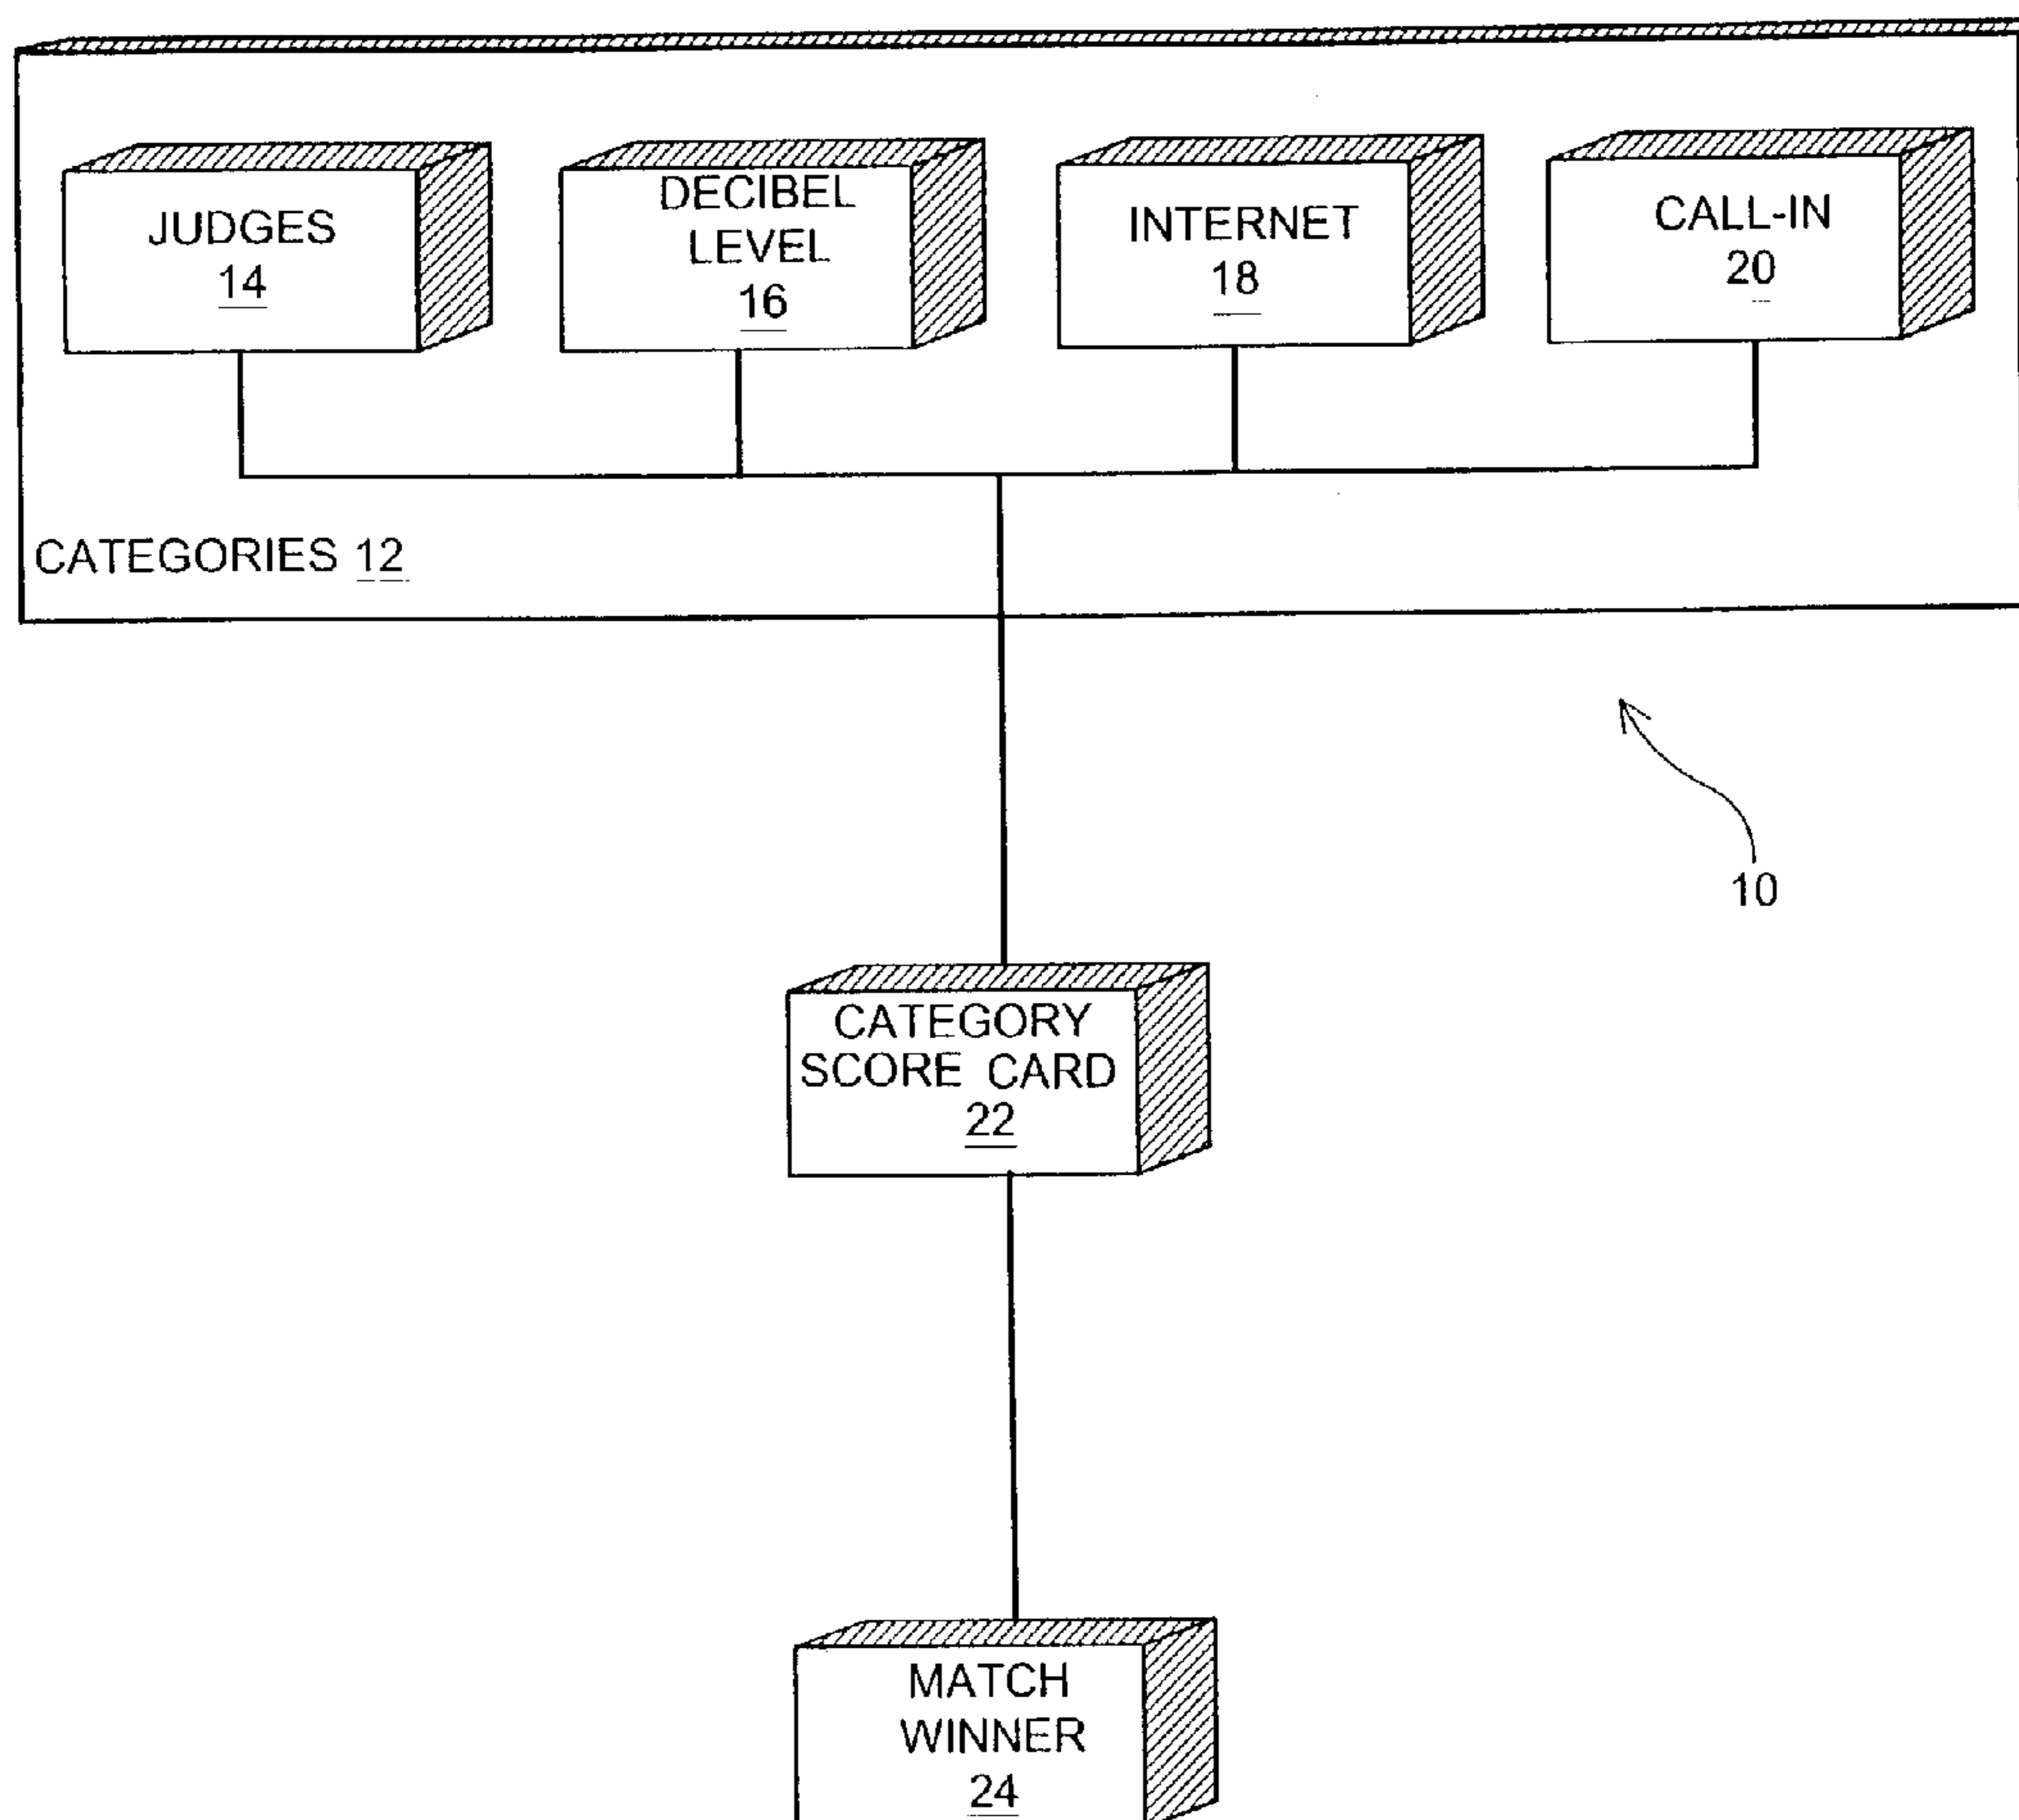 JUDGES
14
DECIBEL
LEVEL
16
INTERNET
18
CALL-IN
20
CATEGORIES 12
10
CATEGORY
SCORE CARD
22
MATCH
WINNER
24